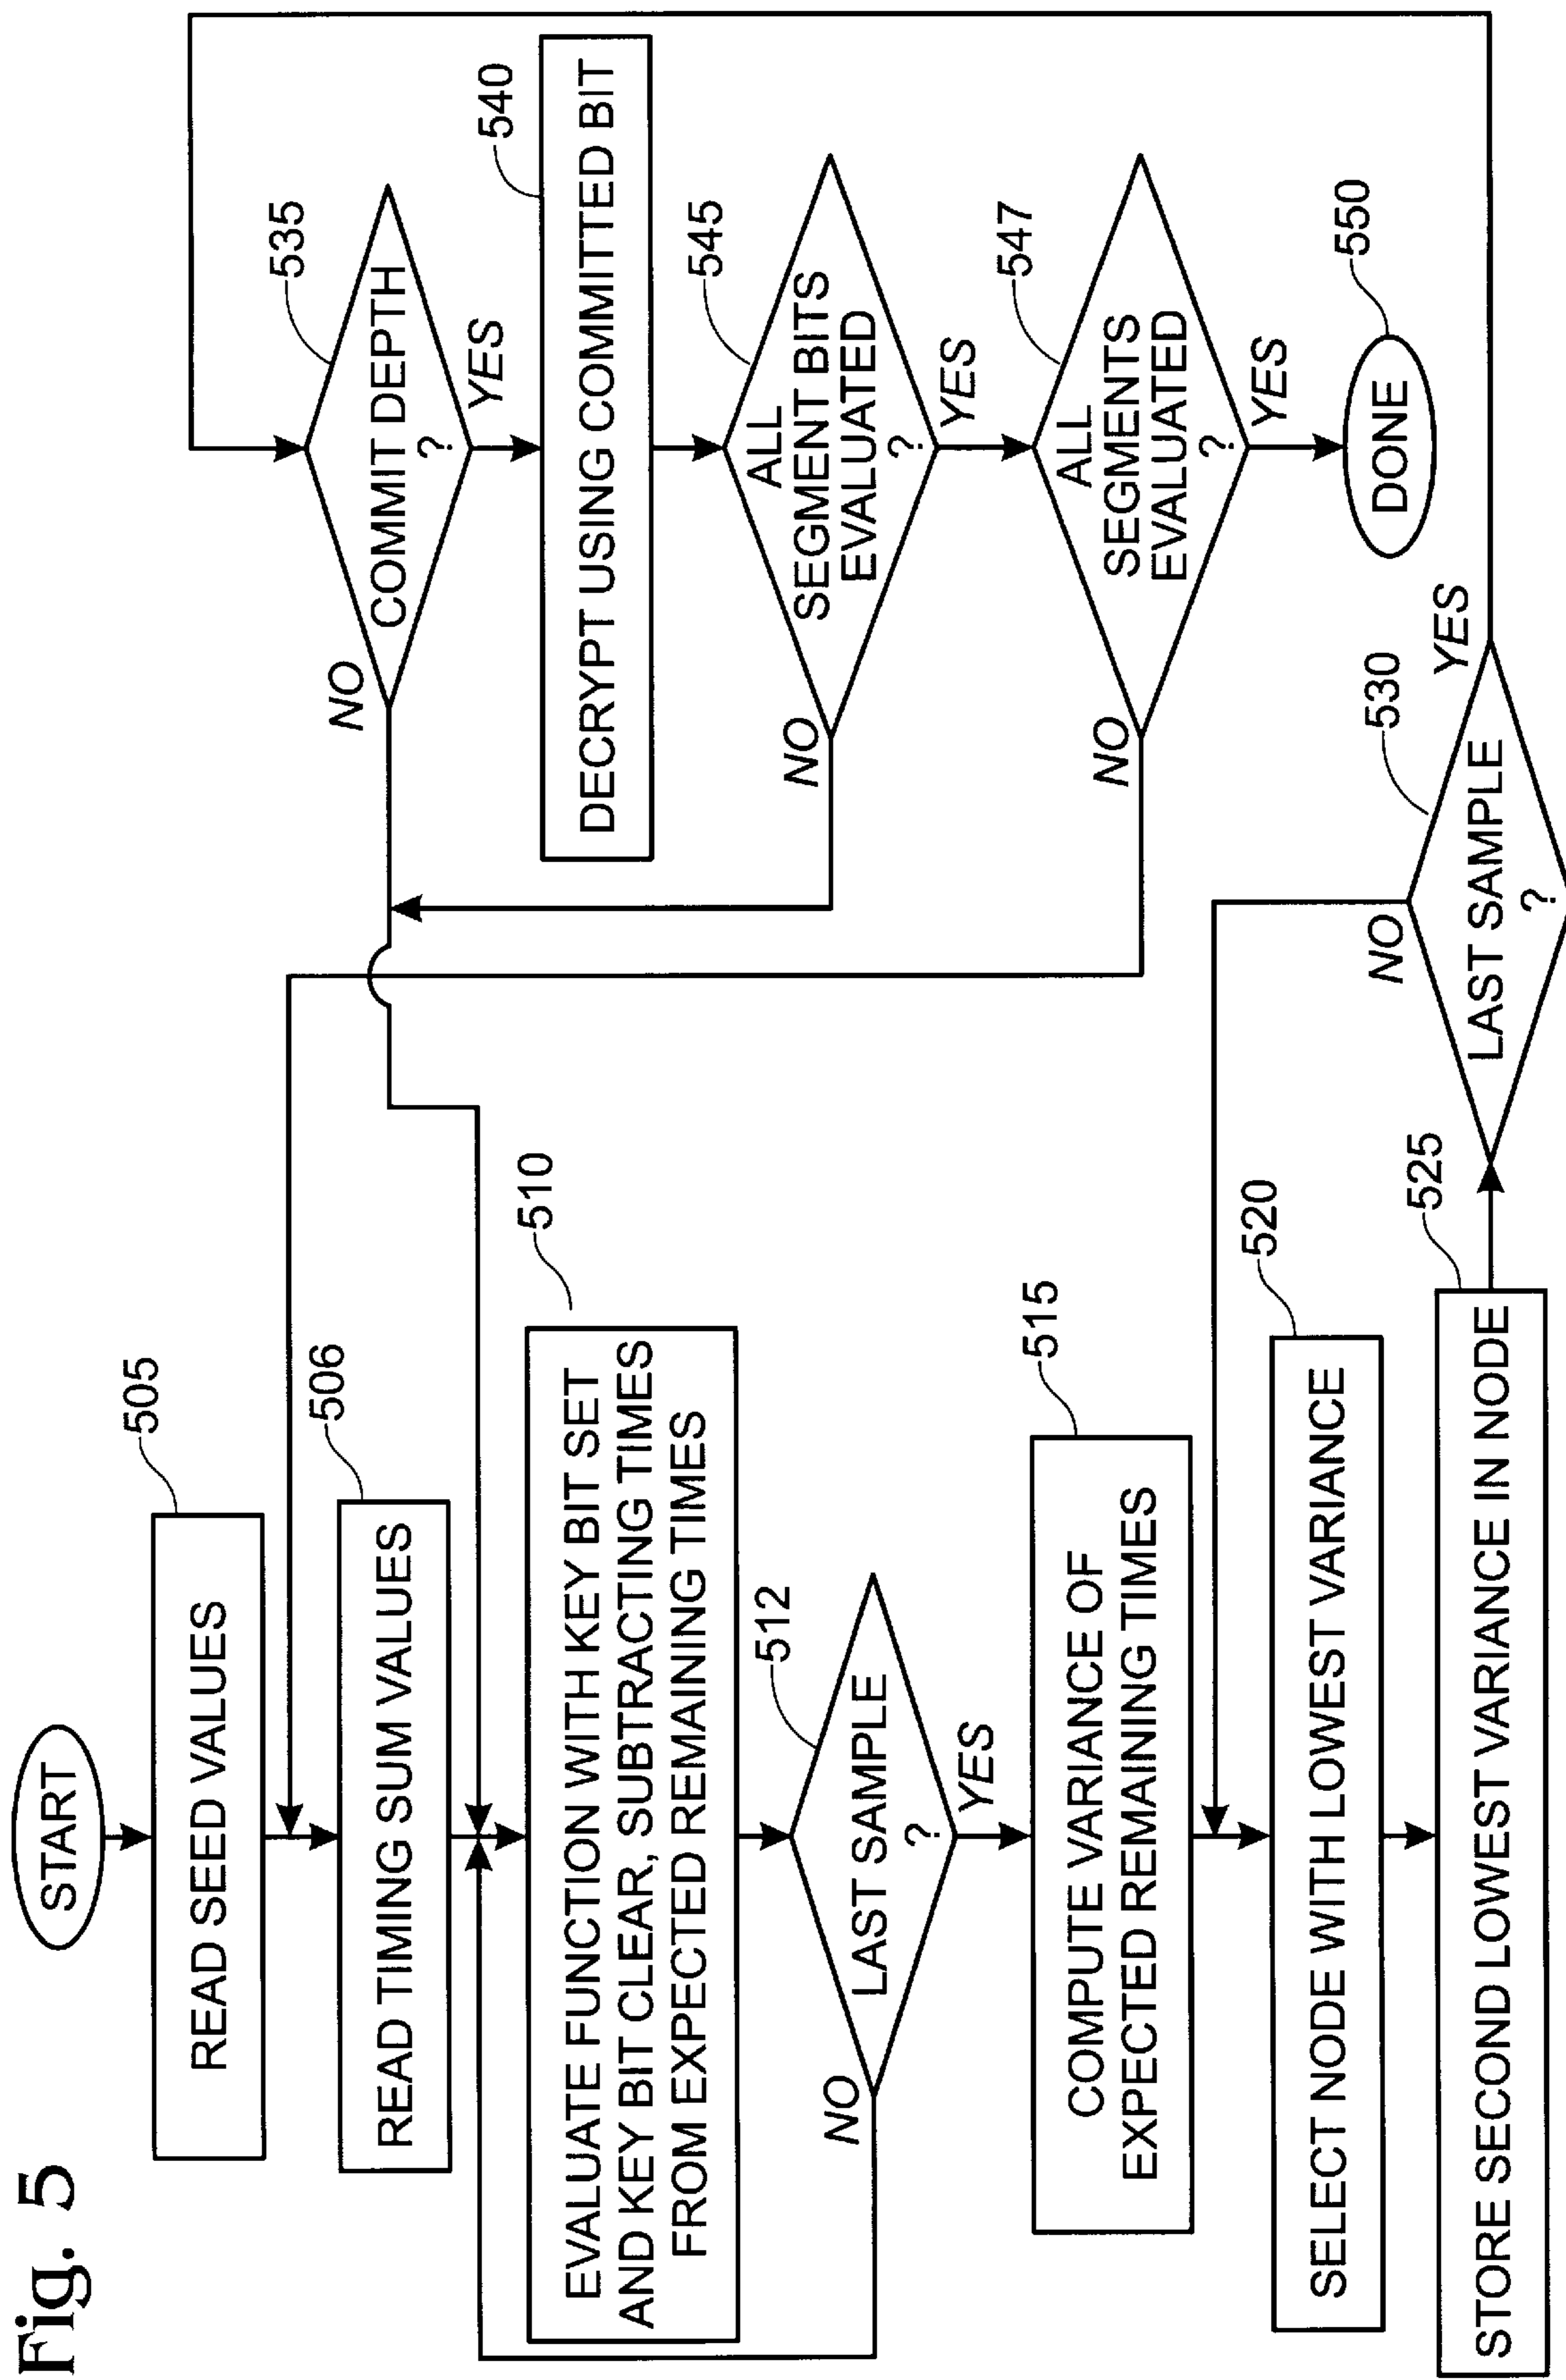 Fig. 5
START
505
READ SEED VALUES
506
READ TIMING SUM VALUES
510
EVALUATE FUNCTION WITH KEY BIT SET
AND KEY BIT CLEAR, SUBTRACTING TIMES
FROM EXPECTED REMAINING TIMES
512
LAST SAMPLE
?
NO
YES
515
COMPUTE VARIANCE OF
EXPECTED REMAINING TIMES
520
SELECT NODE WITH LOWEST VARIANCE
525
STORE SECOND LOWEST VARIANCE IN NODE
530
LAST SAMPLE
?
NO
YES
535
COMMIT DEPTH
?
NO
YES
540
DECRYPT USING COMMITTED BIT
545
ALL
SEGMENT BITS
EVALUATED
?
NO
YES
547
ALL
SEGMENTS
EVALUATED
?
NO
YES
550
DONE